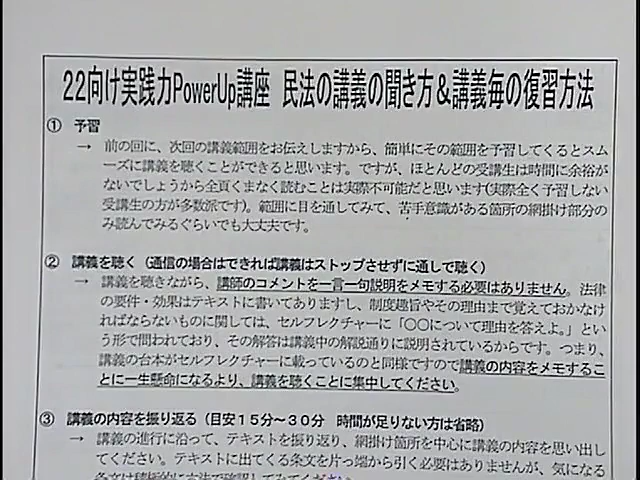 22向け実践力PowerUp講座 民法の講義の聞き方＆講義毎の復習方法
① 予習
→ 前の回に、次回の講義範囲をお伝えしますから、簡単にその範囲を予習してくるとスム
ーズに講義を聴くことができると思います。ですが、ほとんどの受講生は時間に余裕が
ないでしょうから全頁くまなく読むことは実際不可能だと思います(実際全く予習しない
受講生の方が多数派です)。範囲に目を通してみて、苦手意識がある箇所の網掛け部分の
み読んでみるぐらいでも大丈夫です。
② 講義を聴く（通信の場合はできれば講義はストップさせずに通しで聴く）
→ 講義を聴きながら、講師のコメントを一言一句説明をメモする必要はありません。法律
の要件・効果はテキストに書いてありますし、制度趣旨やその理由まで覚えておかなけ
ればならないものに関しては、セルフレクチャーに「○○について理由を答えよ。」とい
う形で問われており、その解答は講義中の解説通りに説明されているからです。つまり、
講義の台本がセルフレクチャーに載っているのと同様ですので講義の内容をメモするこ
とに一生懸命になるより、講義を聴くことに集中してください。
③ 講義の内容を振り返る（目安１５分～３０分 時間が足りない方は省略）
→ 講義の進行に沿って、テキストを振り返り、網掛け箇所を中心に講義の内容を思い出し
てください。テキストに出てくる条文を片っ端から引く必要はありませんが、気になる
条文は積極的に六法で確認してみてください。